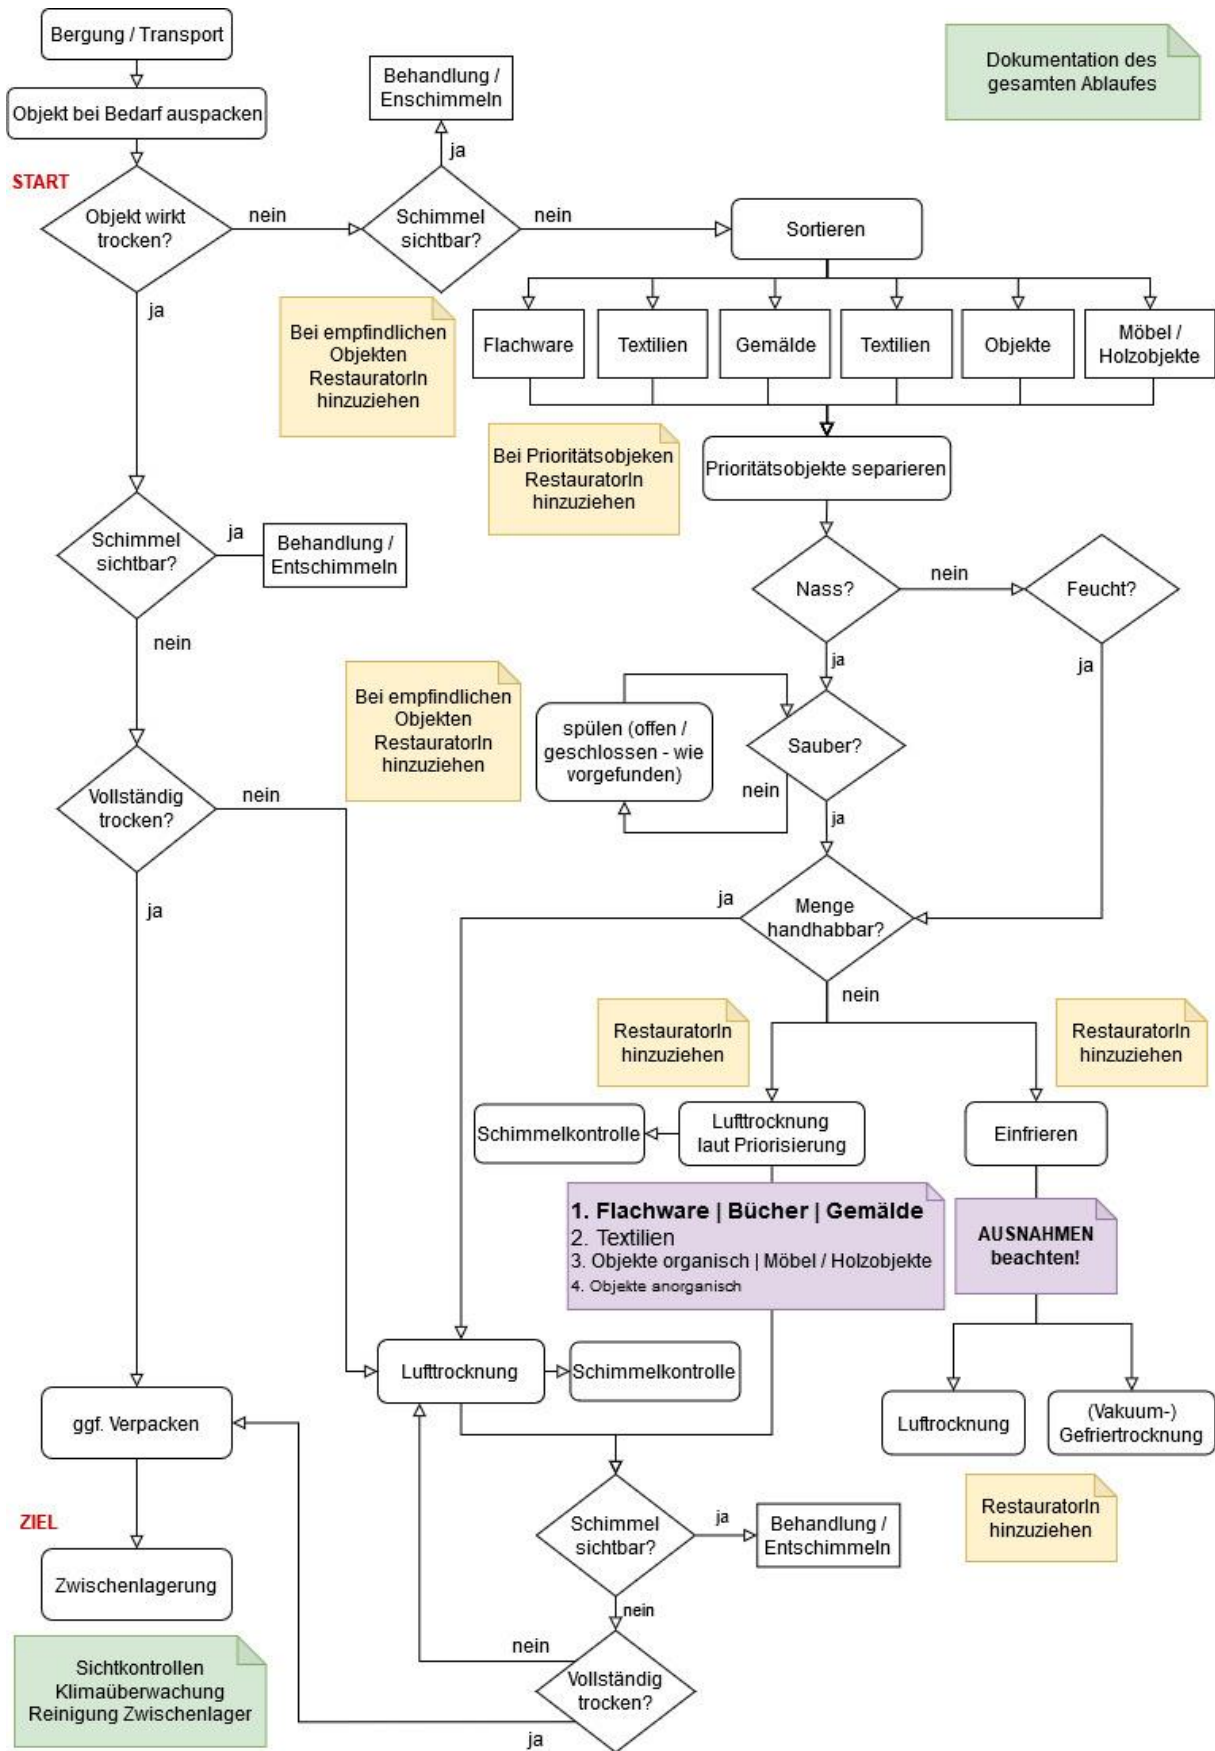 Bergung / Transport
Objekt bei Bedarf auspacken
Behandlung /
Enschimmeln
Dokumentation des
gesamten Ablaufes
ja
START
Objekt wirkt
trocken?
nein
Schimmel
sichtbar?
nein
Sortieren
ja
Bei empfindlichen
Objekten
RestauratorIn
hinzuziehen
Flachware
Textilien
Gemälde
Textilien
Objekte
Möbel /
Holzobjekte
Bei Prioritätsobjeken
RestauratorIn
hinzuziehen
Prioritätsobjekte separieren
Schimmel
sichtbar?
ja
Behandlung /
Entschimmeln
nein
Nass?
nein
Feucht?
ja
ja
Bei empfindlichen
Objekten
RestauratorIn
hinzuziehen
spülen (offen /
geschlossen - wie
vorgefunden)
Sauber?
nein
ja
Vollständig
trocken?
nein
ja
Menge
handhabbar?
ja
nein
RestauratorIn
hinzuziehen
RestauratorIn
hinzuziehen
Schimmelkontrolle
Lufttrocknung
laut Priorisierung
Einfrieren
1. Flachware | Bücher | Gemälde
2. Textilien
3. Objekte organisch | Möbel / Holzobjekte
4. Objekte anorganisch
AUSNAHMEN
beachten!
Lufttrocknung
Schimmelkontrolle
ggf. Verpacken
Luftrocknung
(Vakuum-)
Gefriertrocknung
RestauratorIn
hinzuziehen
ZIEL
Zwischenlagerung
Schimmel
sichtbar?
ja
Behandlung /
Entschimmeln
nein
Sichtkontrollen
Klimaüberwachung
Reinigung Zwischenlager
nein
Vollständig
trocken?
ja